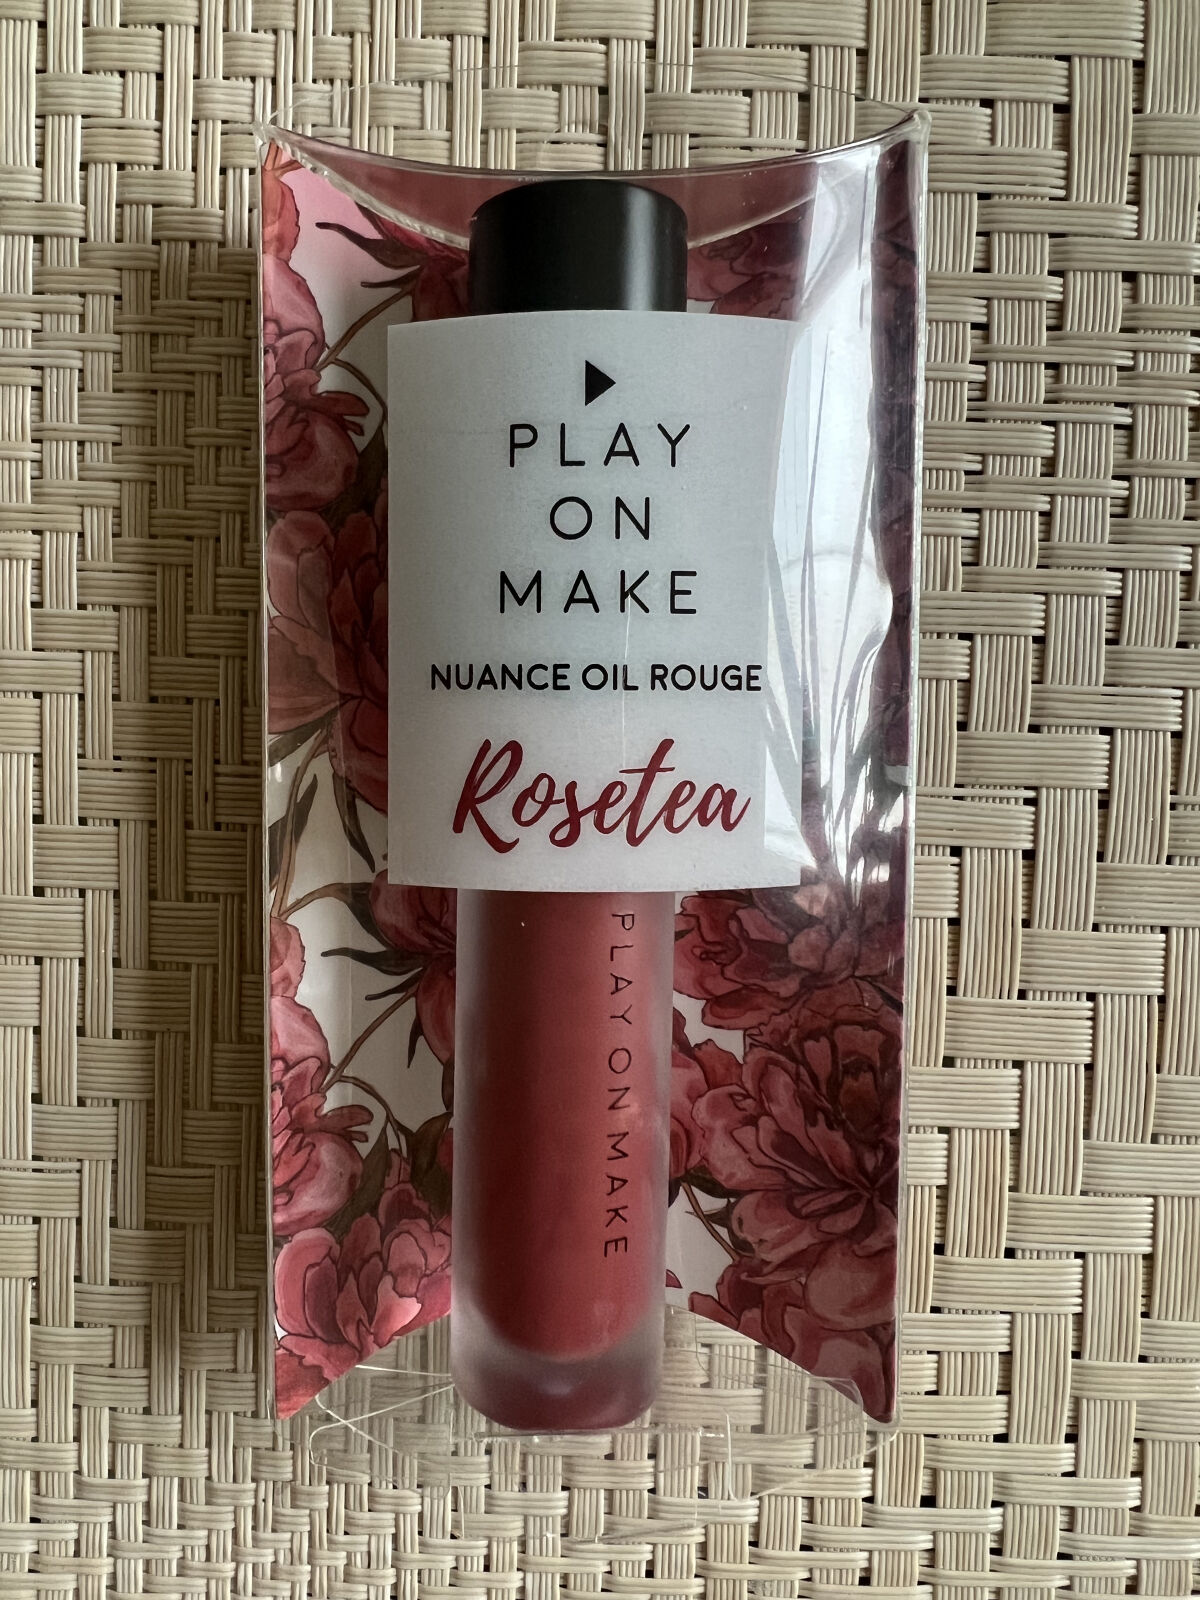 PLAY
ON
MAKE
NUANCE OIL ROUGE
Rosetea
PLAY ON MAKE